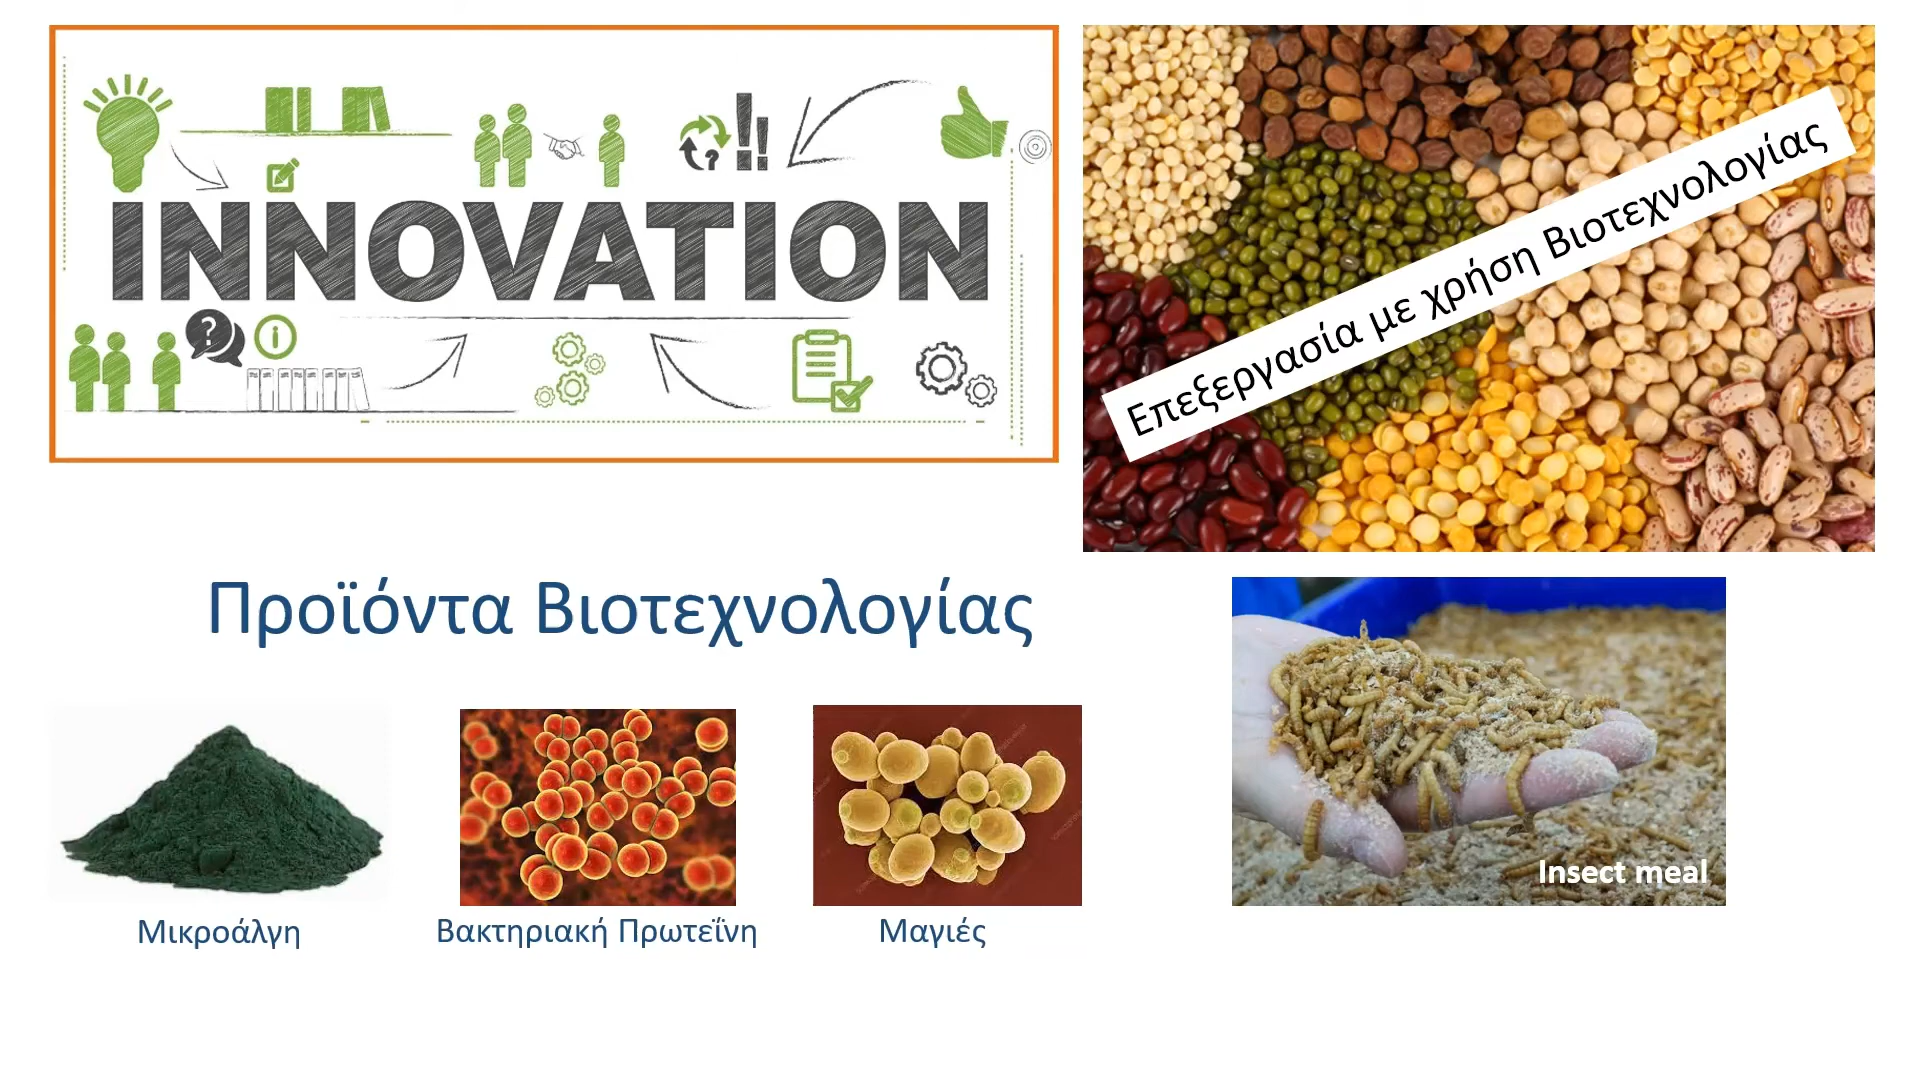 INNOVATION
Επεξεργασία με χρήση Βιοτεχνολογίας
Προϊόντα Βιοτεχνολογίας
Insect meal
Μικροάλγη
Βακτηριακή Πρωτεΐνη
Μαγιές